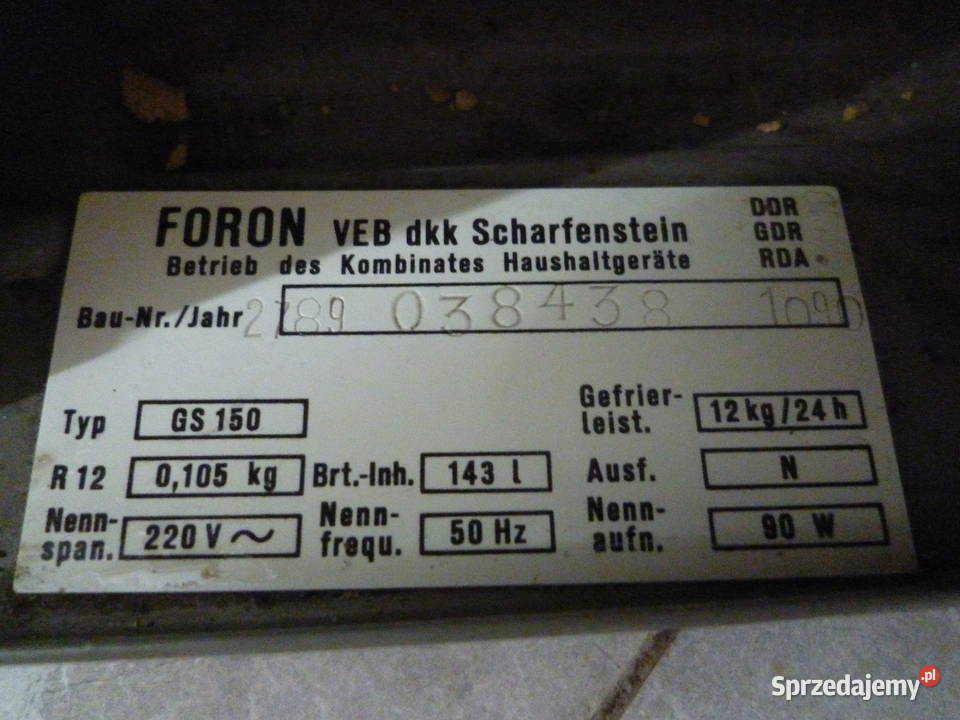 FORON VEB dkk Scharfenstein
Betrieb des Kombinates Haushaltgeräte
DDR
GDR
RDA
Bau-Nr./Jahr 2789 038438 1090
Typ GS 150
Gefrier-leist. 12 kg/24 h
R 12 0,105 kg Brt.-Inh. 143 l Ausf. N
Nenn-span. 220 V ~ Nenn-frequ. 50 Hz Nenn-aufn. 90 W
Sprzedajemy.pl